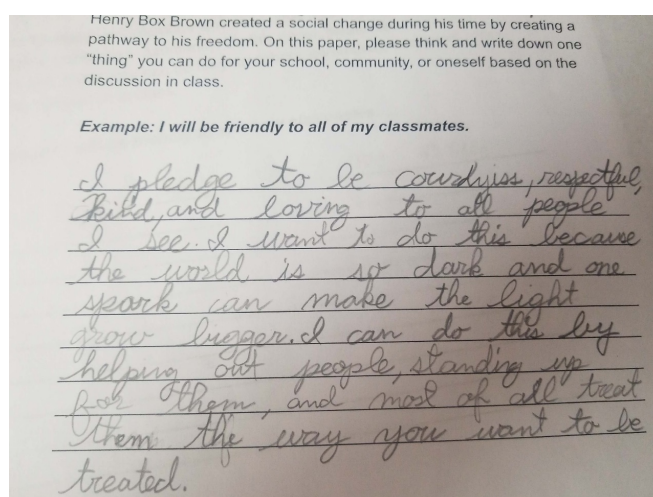 Henry Box Brown created a social change during his time by creating a
pathway to his freedom. On this paper, please think and write down one
"thing" you can do for your school, community, or oneself based on the
discussion in class.
Example: I will be friendly to all of my classmates.
I pledge to be courdyiss, respectful,
kind, and loving to all people
I see. I want to do this because
the world is so dark and one
spark can make the light
grow bigger. I can do this by
helping out people, standing up
for them, and most of all treat
them the way you want to be
treated.